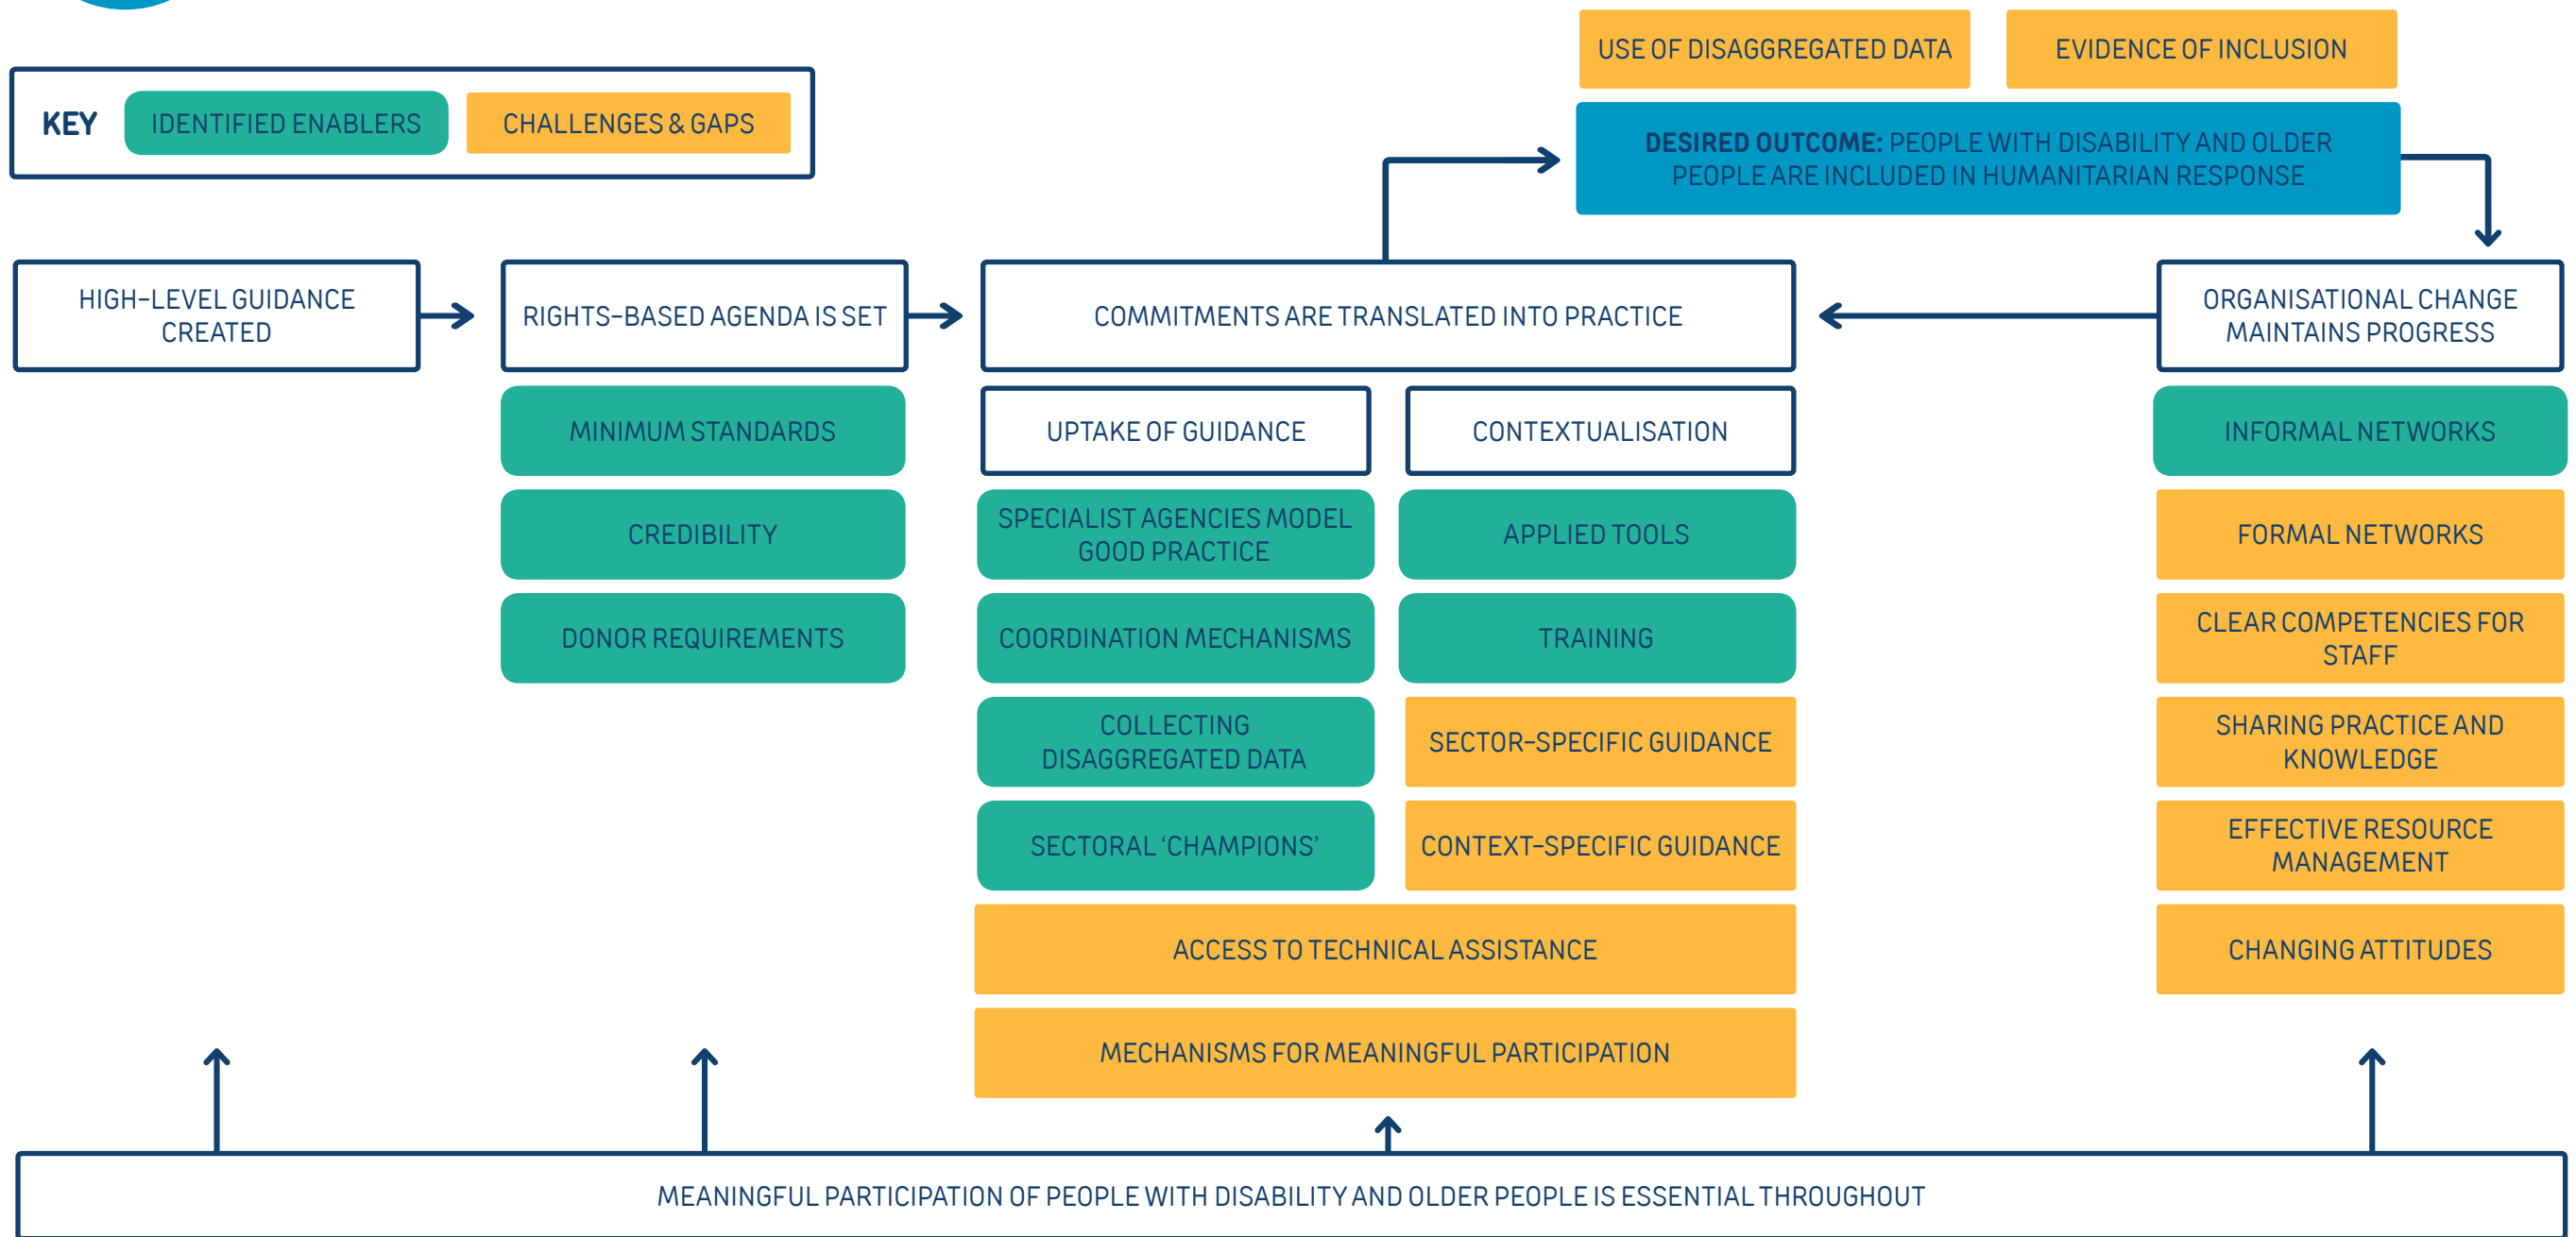 USE OF DISAGGREGATED DATA
EVIDENCE OF INCLUSION
KEY
IDENTIFIED ENABLERS
CHALLENGES & GAPS
DESIRED OUTCOME: PEOPLE WITH DISABILITY AND OLDER
PEOPLE ARE INCLUDED IN HUMANITARIAN RESPONSE
HIGH-LEVEL GUIDANCE
CREATED
RIGHTS-BASED AGENDA IS SET
COMMITMENTS ARE TRANSLATED INTO PRACTICE
ORGANISATIONAL CHANGE
MAINTAINS PROGRESS
MINIMUM STANDARDS
CREDIBILITY
DONOR REQUIREMENTS
UPTAKE OF GUIDANCE
SPECIALIST AGENCIES MODEL
GOOD PRACTICE
COORDINATION MECHANISMS
COLLECTING
DISAGGREGATED DATA
SECTORAL ‘CHAMPIONS’
CONTEXTUALISATION
APPLIED TOOLS
TRAINING
SECTOR-SPECIFIC GUIDANCE
CONTEXT-SPECIFIC GUIDANCE
ACCESS TO TECHNICAL ASSISTANCE
MECHANISMS FOR MEANINGFUL PARTICIPATION
INFORMAL NETWORKS
FORMAL NETWORKS
CLEAR COMPETENCIES FOR
STAFF
SHARING PRACTICE AND
KNOWLEDGE
EFFECTIVE RESOURCE
MANAGEMENT
CHANGING ATTITUDES
MEANINGFUL PARTICIPATION OF PEOPLE WITH DISABILITY AND OLDER PEOPLE IS ESSENTIAL THROUGHOUT